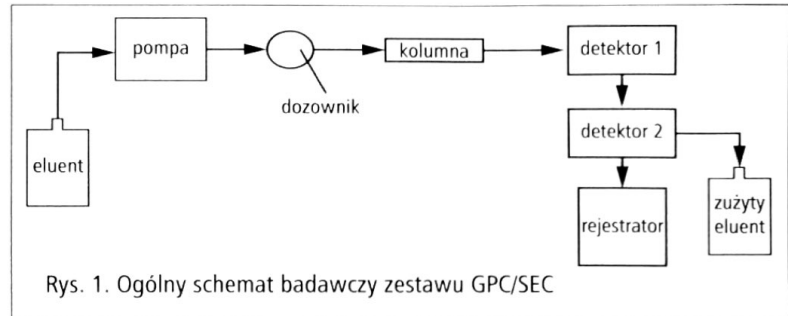 pompa
kolumna
detektor 1
dozownik
detektor 2
eluent
rejestrator
zużyty
eluent
Rys. 1. Ogólny schemat badawczy zestawu GPC/SEC